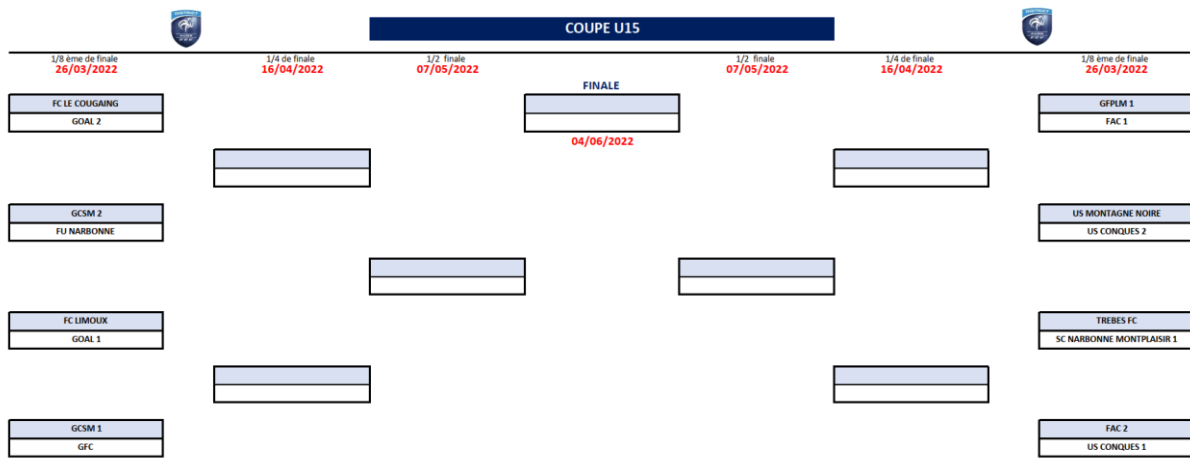 COUPE U15
1/8 ème de finale 1/4 de finale 1/2 finale 1/2 finale 1/4 de finale 1/8 ème de finale
26/03/2022 16/04/2022 07/05/2022 07/05/2022 16/04/2022 26/03/2022
FINALE
FC LE COUGAING GFPLM 1
GOAL 2 FAC 1
04/06/2022
GCSM 2 US MONTAGNE NOIRE
FU NARBONNE US CONQUES 2
FC LIMOUX TREBES FC
GOAL 1 SC NARBONNE MONTPLAISIR 1
GCSM 1 FAC 2
GFC US CONQUES 1